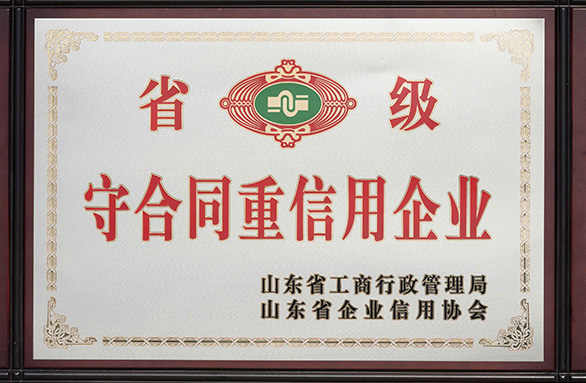 省级
守合同重信用企业
山东省工商行政管理局
山东省企业信用协会